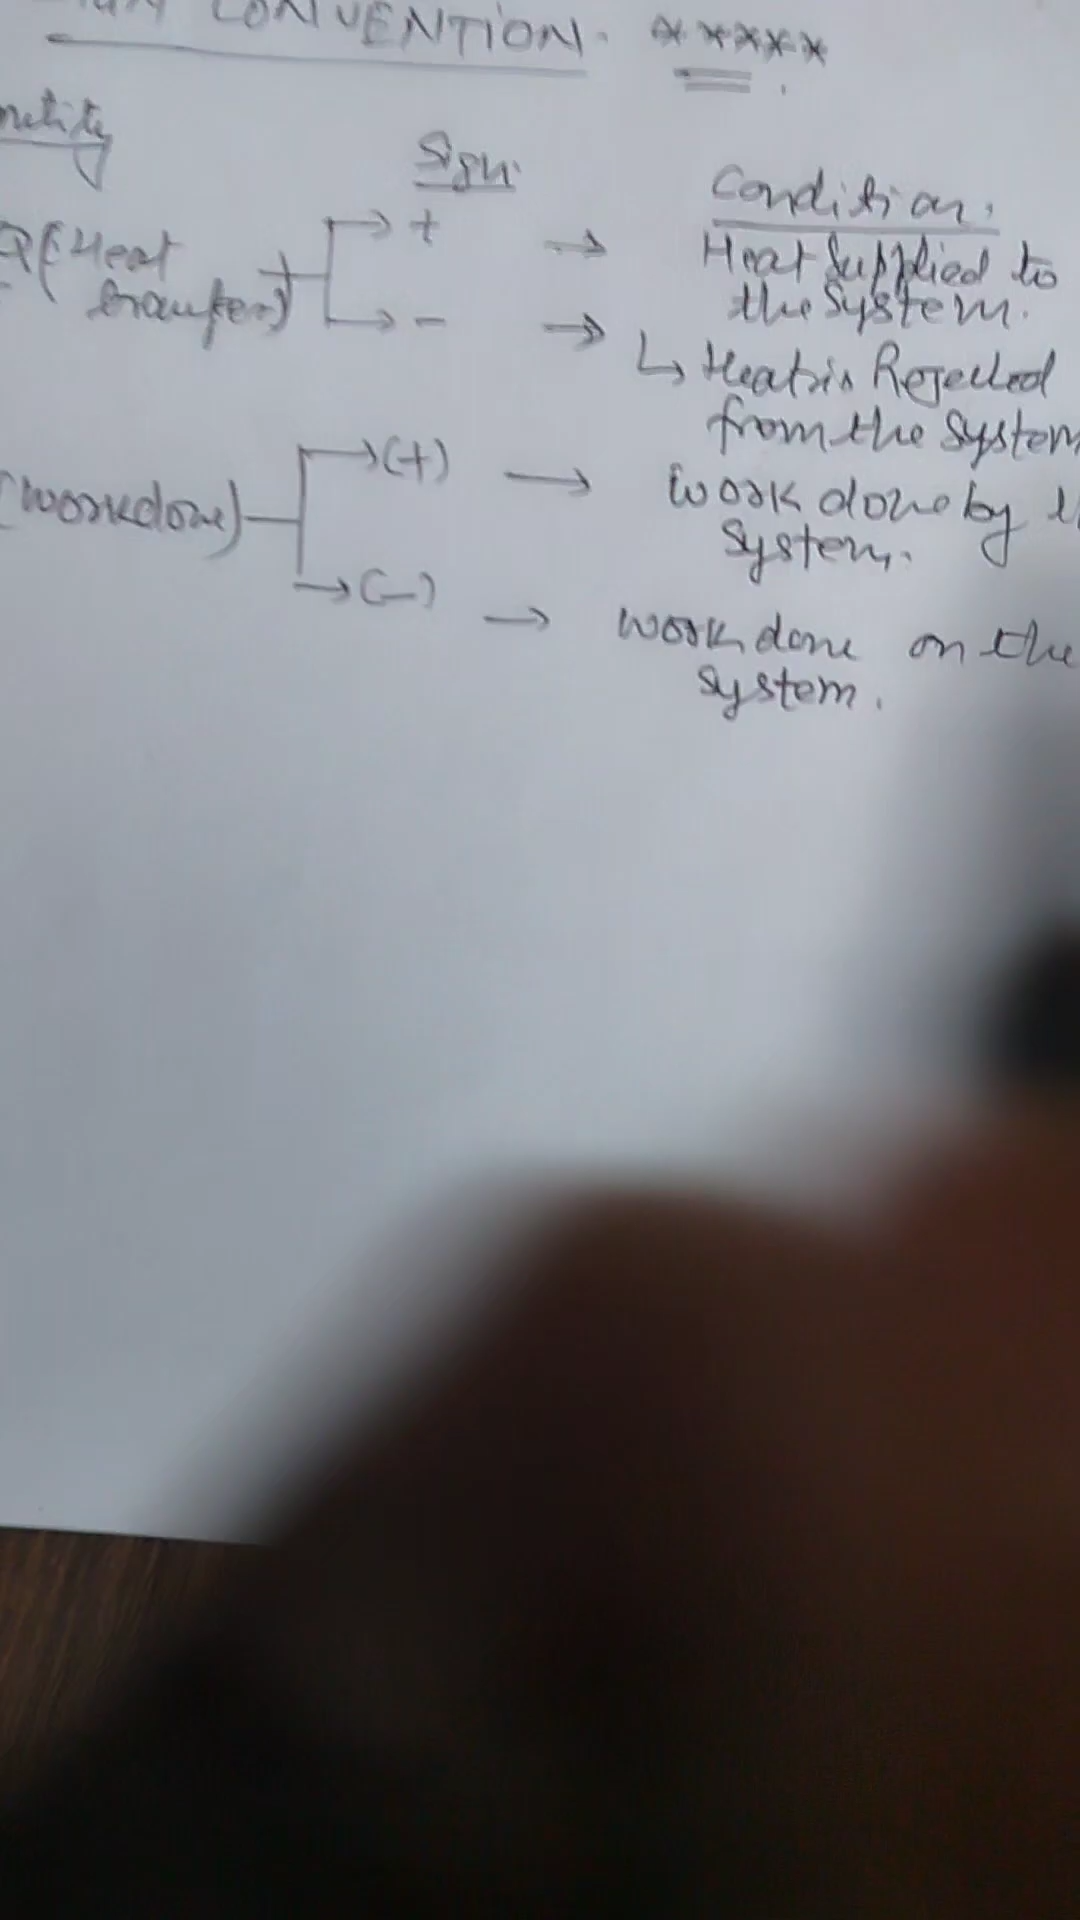 CONVENTION. *****
Sign.
Condition.
Q(Heat transfer)
+ → Heat Supplied to
the System.
- → ↳ Heat is Rejected
from the System
(workdone)
→(+) → work done by
System.
→(-) → work done on the
System.